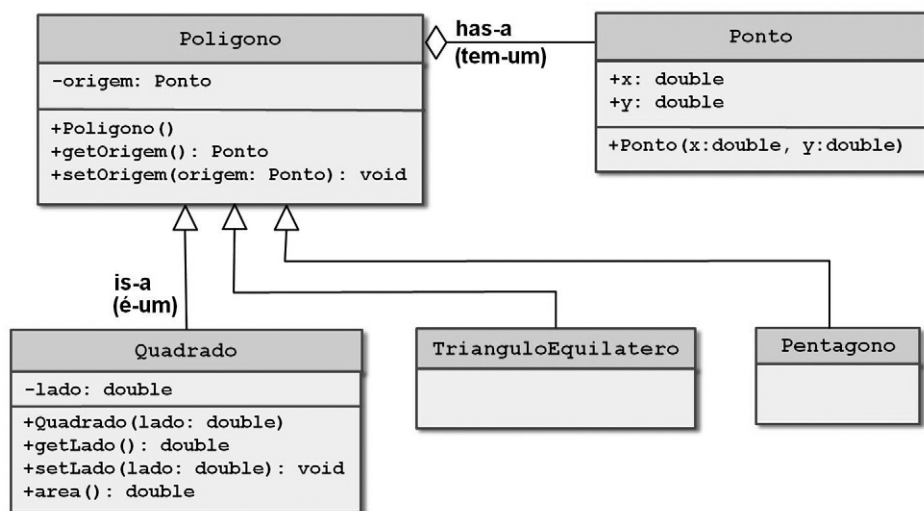 Poligono
-origem: Ponto
+Poligono()
+getOrigem(): Ponto
+setOrigem(origem: Ponto): void
has-a
(tem-um)
Ponto
+x: double
+y: double
+Ponto(x:double, y:double)
is-a
(é-um)
Quadrado
-lado: double
+Quadrado(lado: double)
+getLado(): double
+setLado(lado: double): void
+area(): double
TrianguloEquilatero
Pentagono